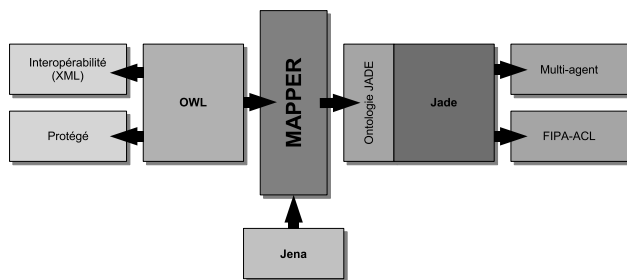 Interopérabilité
(XML)
Protégé
OWL
MAPPER
Ontologie JADE
Jade
Multi-agent
FIPA-ACL
Jena